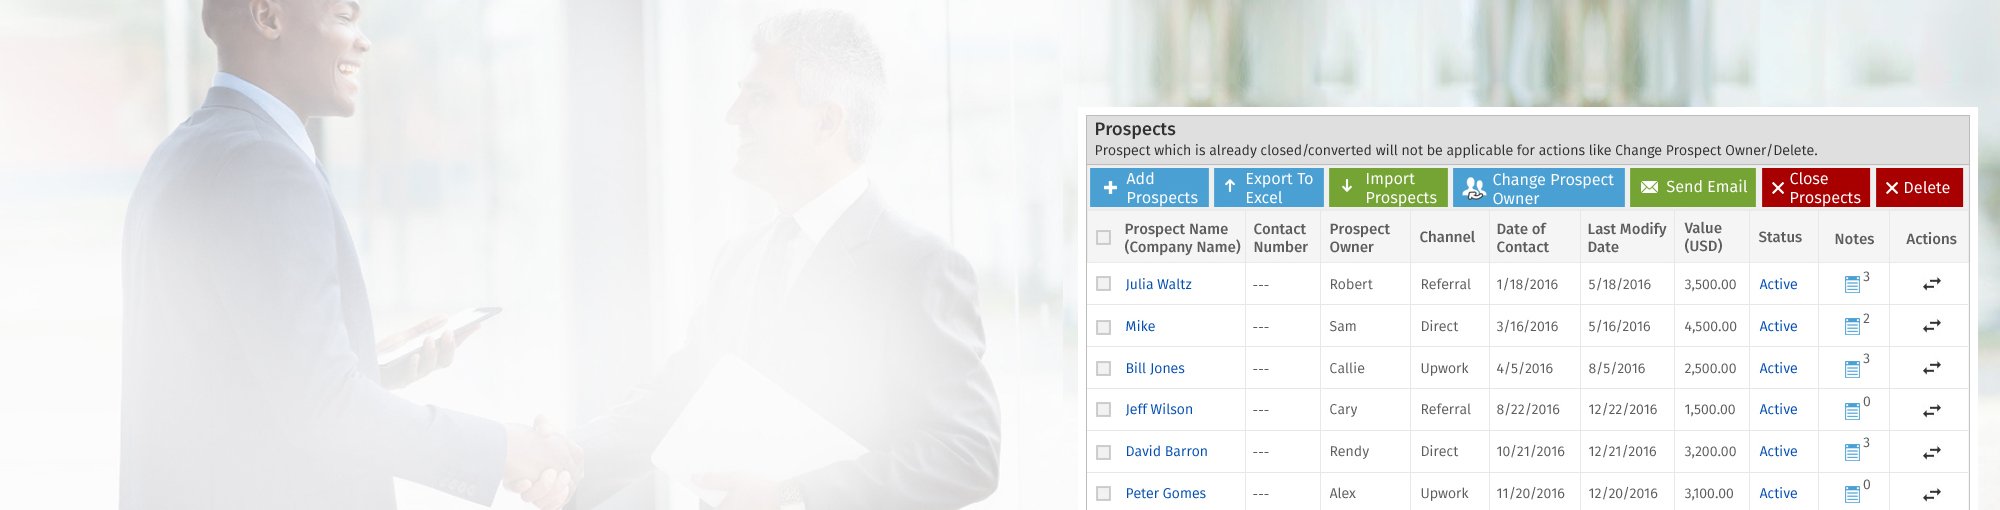 Prospects
Prospect which is already closed/converted will not be applicable for actions like Change Prospect Owner/Delete.
Add Prospects Export To Excel Import Prospects Change Prospect Owner Send Email Close Prospects Delete
Prospect Name (Company Name) Contact Number Prospect Owner Channel Date of Contact Last Modify Date Value (USD) Status Notes Actions
Julia Waltz --- Robert Referral 1/18/2016 5/18/2016 3,500.00 Active 3
Mike --- Sam Direct 3/16/2016 5/16/2016 4,500.00 Active 2
Bill Jones --- Callie Upwork 4/5/2016 8/5/2016 2,500.00 Active 3
Jeff Wilson --- Cary Referral 8/22/2016 12/22/2016 1,500.00 Active 0
David Barron --- Rendy Direct 10/21/2016 12/21/2016 3,200.00 Active 3
Peter Gomes --- Alex Upwork 11/20/2016 12/20/2016 3,100.00 Active 0